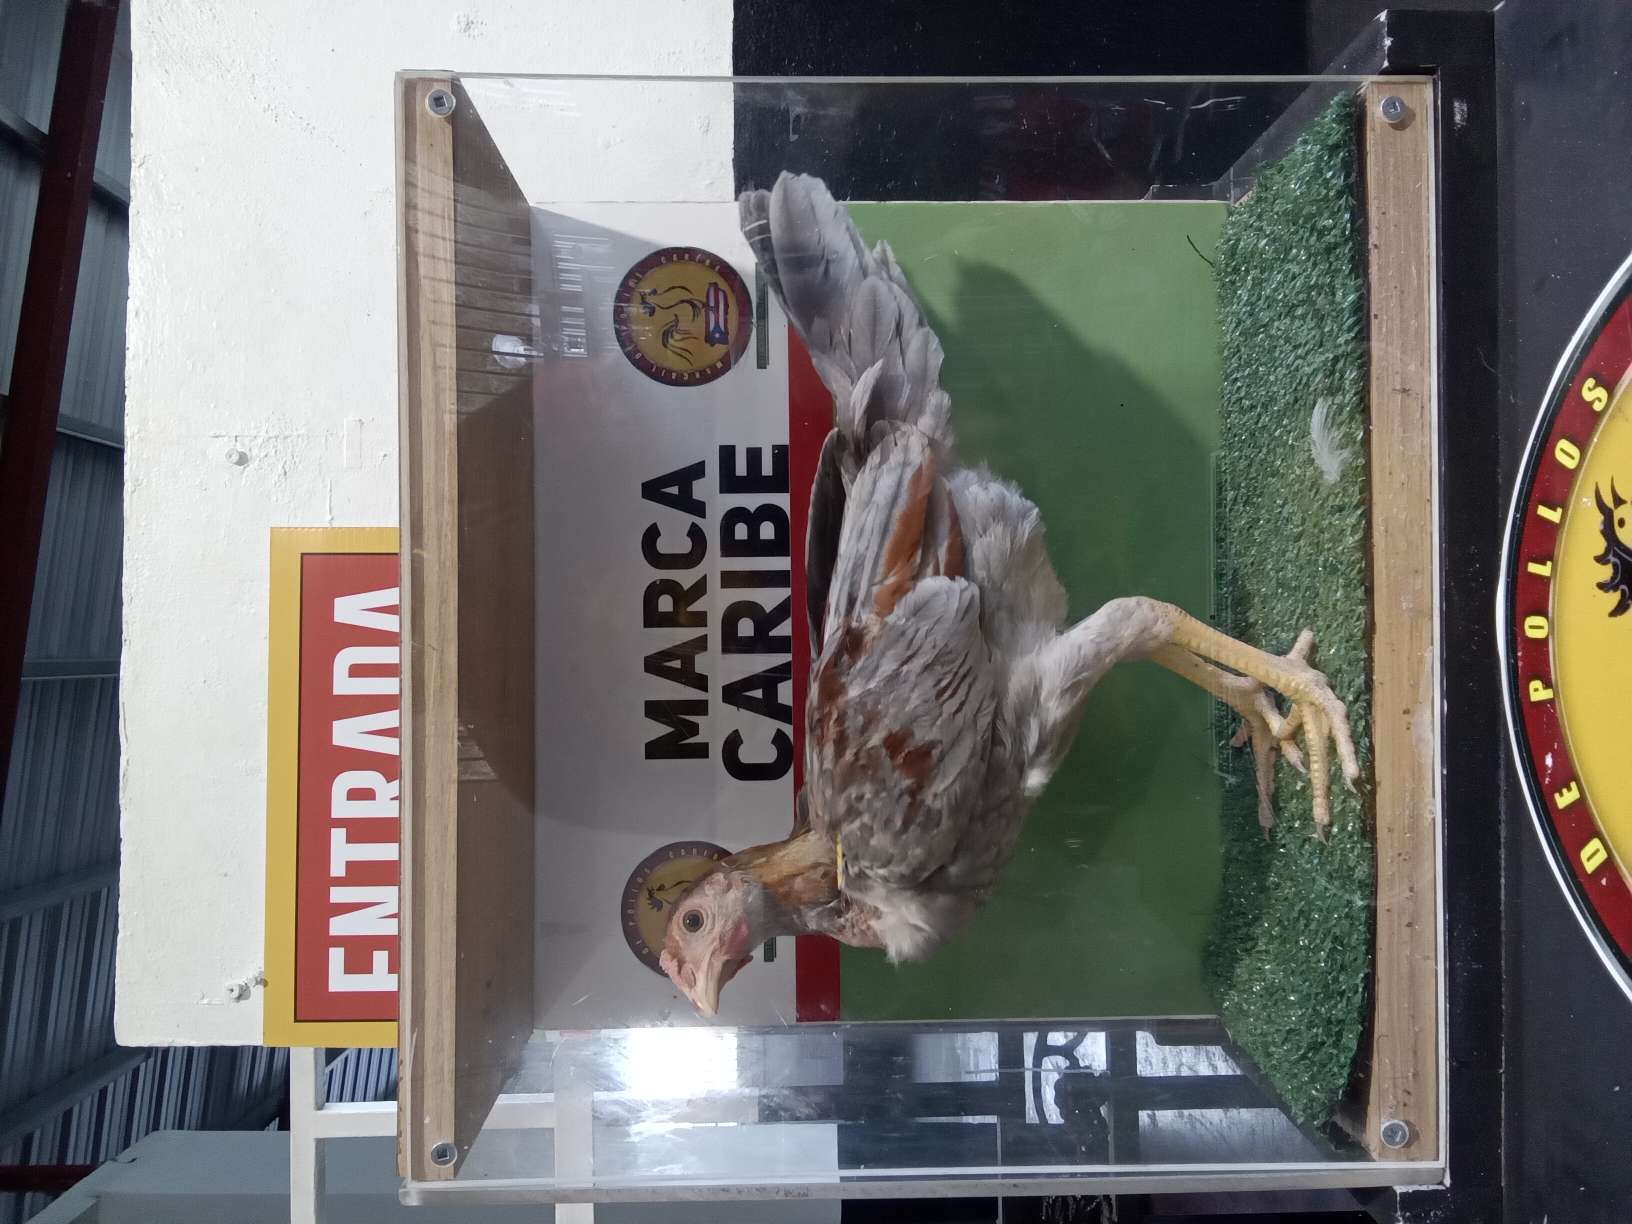 ENTRADA
MARCA
CARIBE
DE POLLOS